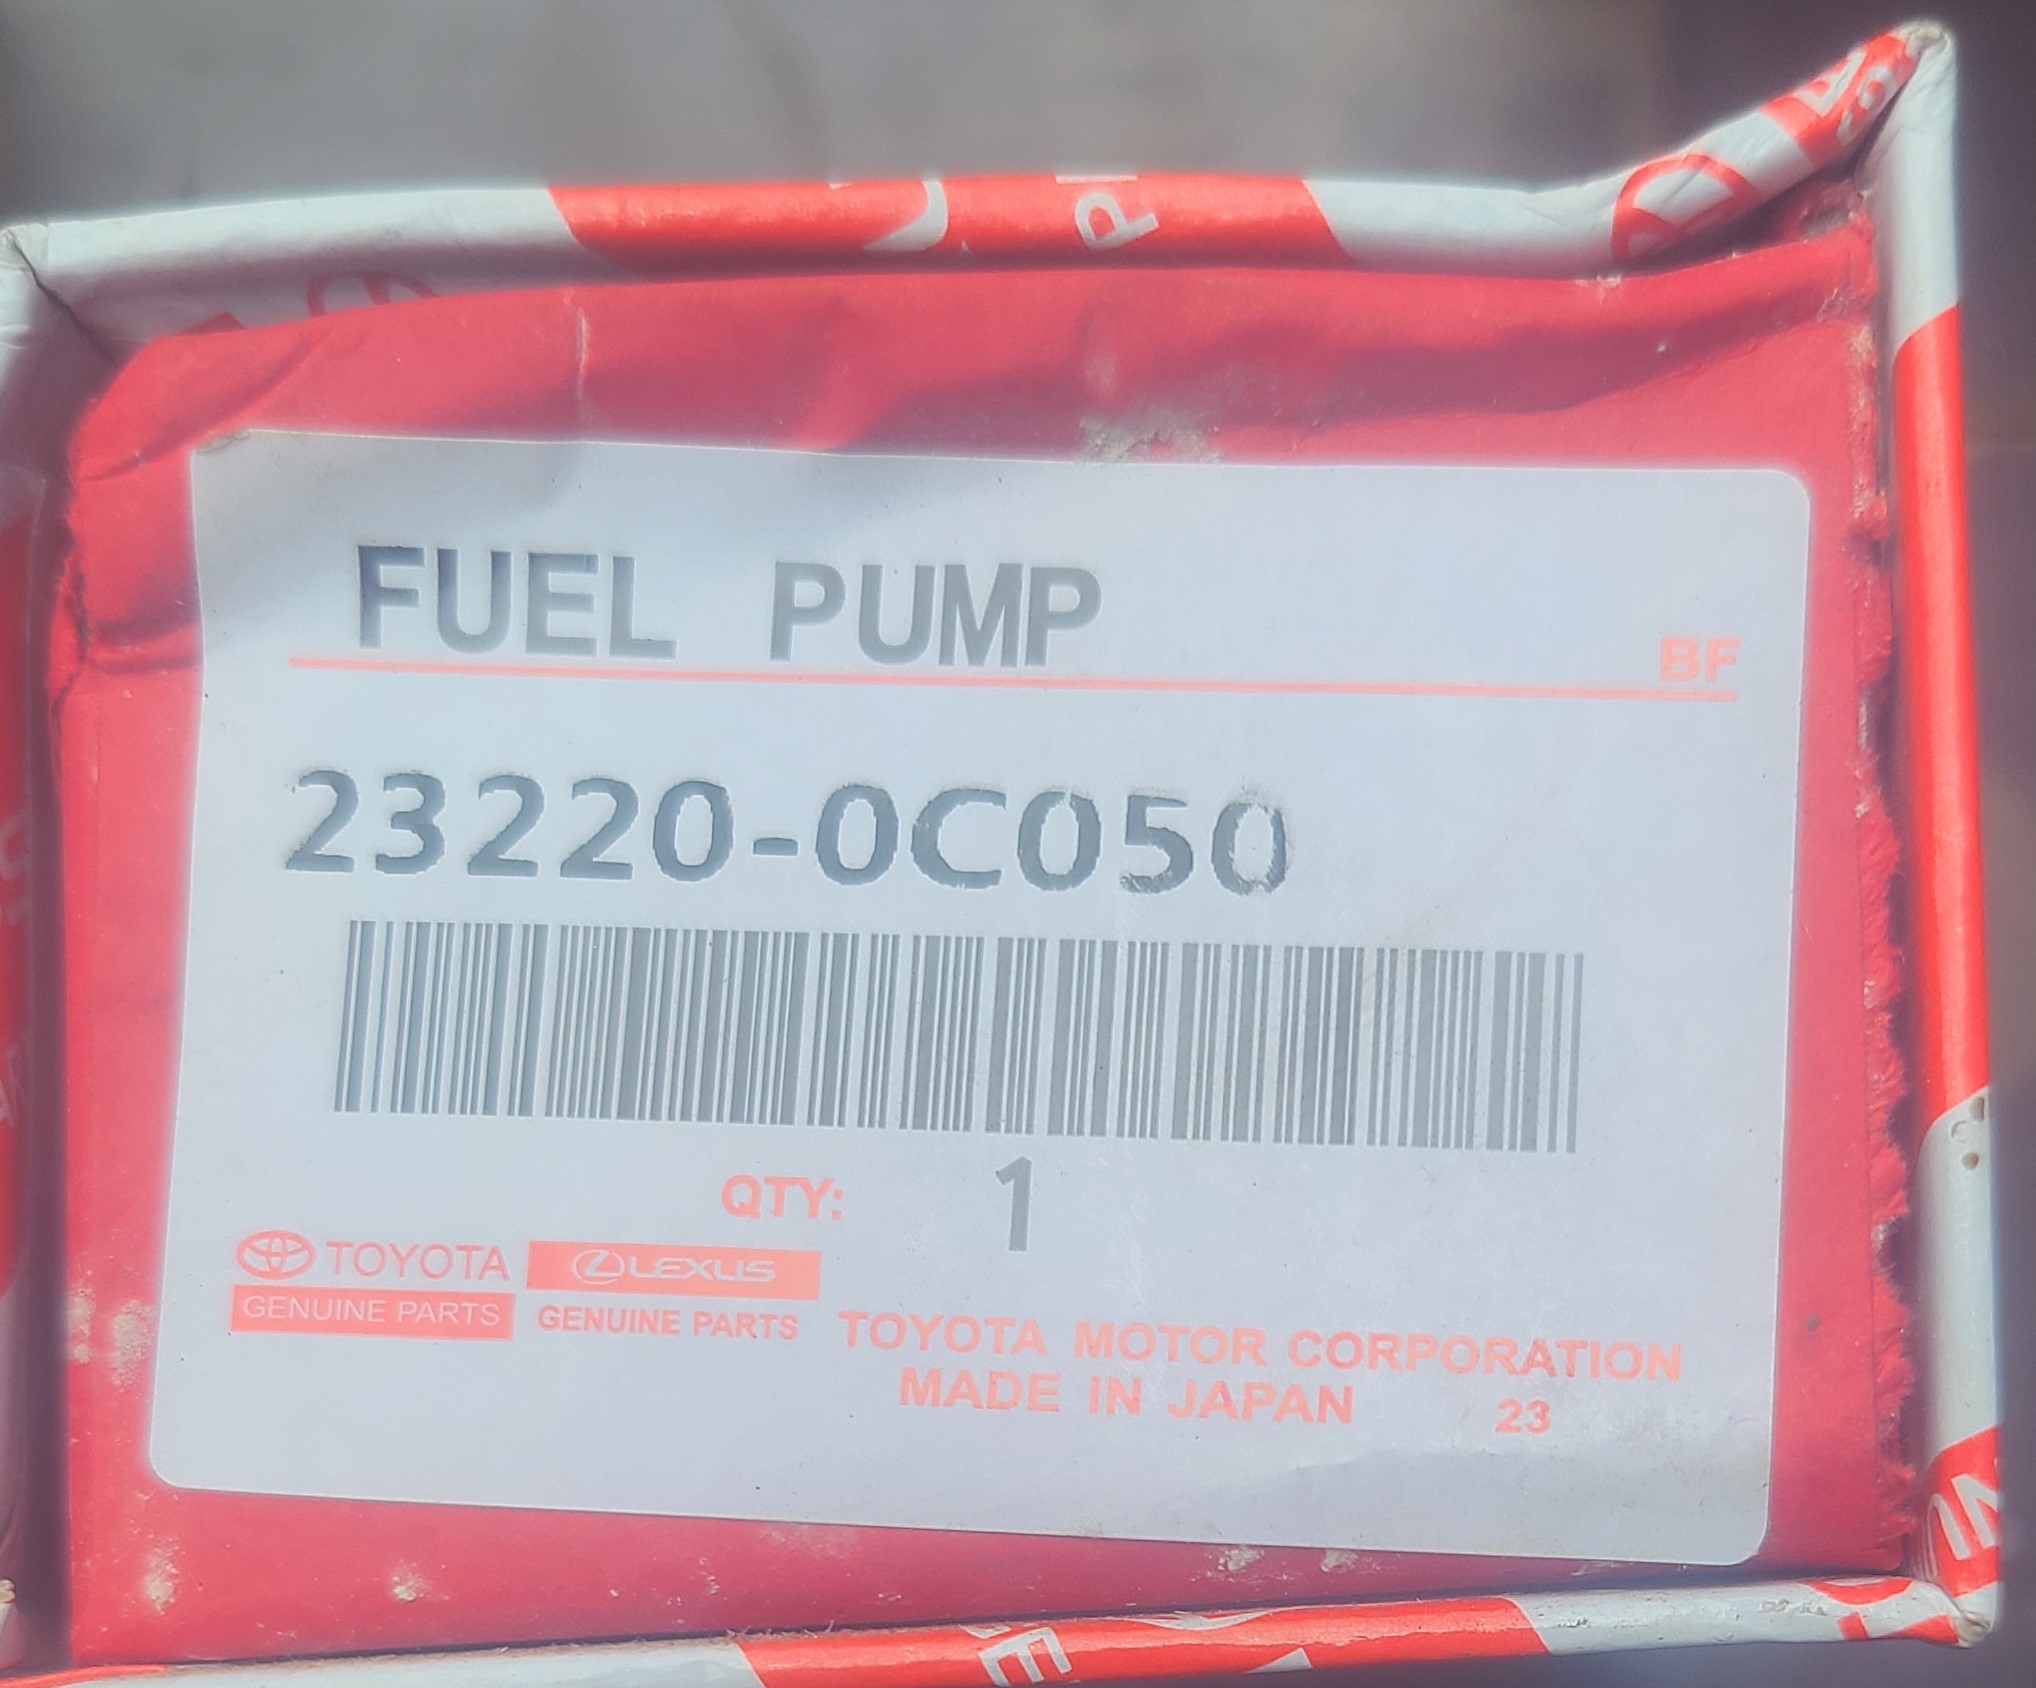 FUEL PUMP
BF
23220-0C050
QTY: 1
TOYOTA
GENUINE PARTS
LEXUS
GENUINE PARTS
TOYOTA MOTOR CORPORATION
MADE IN JAPAN 23